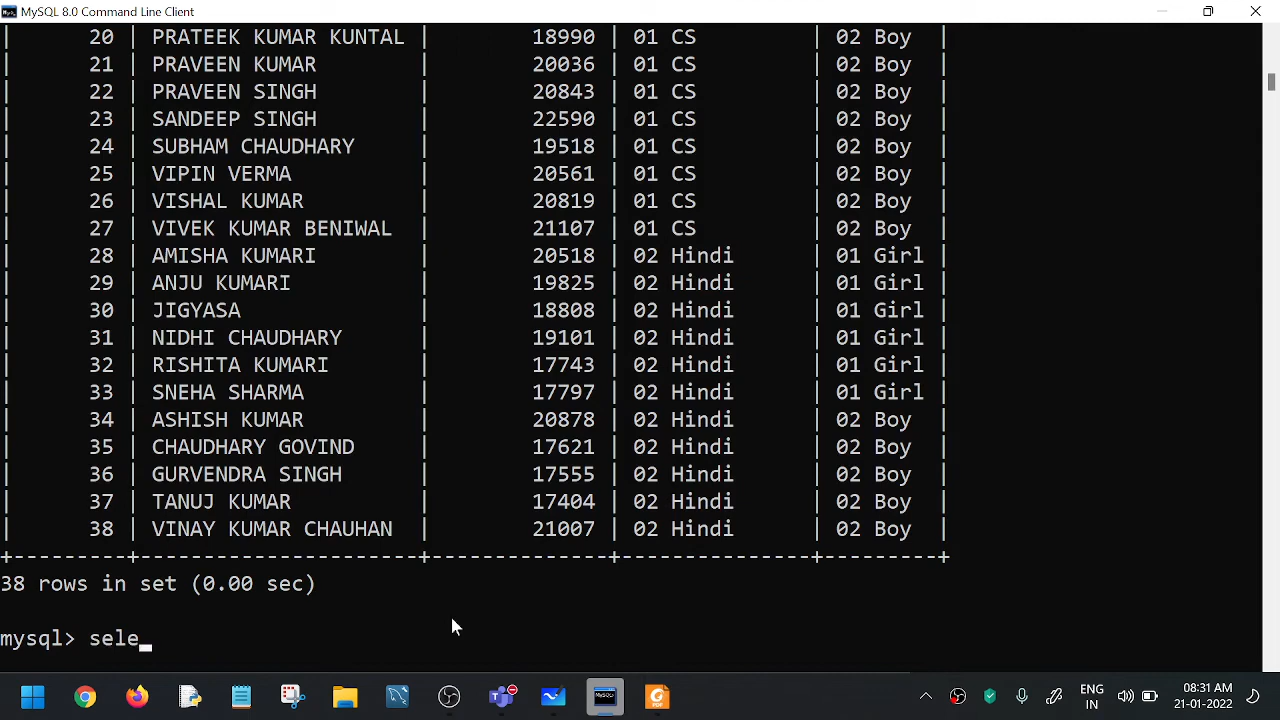 MySQL 8.0 Command Line Client
| 20 | PRATEEK KUMAR KUNTAL | 18990 | 01 CS | 02 Boy |
| 21 | PRAVEEN KUMAR | 20036 | 01 CS | 02 Boy |
| 22 | PRAVEEN SINGH | 20843 | 01 CS | 02 Boy |
| 23 | SANDEEP SINGH | 22590 | 01 CS | 02 Boy |
| 24 | SUBHAM CHAUDHARY | 19518 | 01 CS | 02 Boy |
| 25 | VIPIN VERMA | 20561 | 01 CS | 02 Boy |
| 26 | VISHAL KUMAR | 20819 | 01 CS | 02 Boy |
| 27 | VIVEK KUMAR BENIWAL | 21107 | 01 CS | 02 Boy |
| 28 | AMISHA KUMARI | 20518 | 02 Hindi | 01 Girl |
| 29 | ANJU KUMARI | 19825 | 02 Hindi | 01 Girl |
| 30 | JIGYASA | 18808 | 02 Hindi | 01 Girl |
| 31 | NIDHI CHAUDHARY | 19101 | 02 Hindi | 01 Girl |
| 32 | RISHITA KUMARI | 17743 | 02 Hindi | 01 Girl |
| 33 | SNEHA SHARMA | 17797 | 02 Hindi | 01 Girl |
| 34 | ASHISH KUMAR | 20878 | 02 Hindi | 02 Boy |
| 35 | CHAUDHARY GOVIND | 17621 | 02 Hindi | 02 Boy |
| 36 | GURVENDRA SINGH | 17555 | 02 Hindi | 02 Boy |
| 37 | TANUJ KUMAR | 17404 | 02 Hindi | 02 Boy |
| 38 | VINAY KUMAR CHAUHAN | 21007 | 02 Hindi | 02 Boy |
+---------+----------------------+--------------+---------------+---------+
38 rows in set (0.00 sec)
mysql> sele_
ENG
IN
08:31 AM
21-01-2022